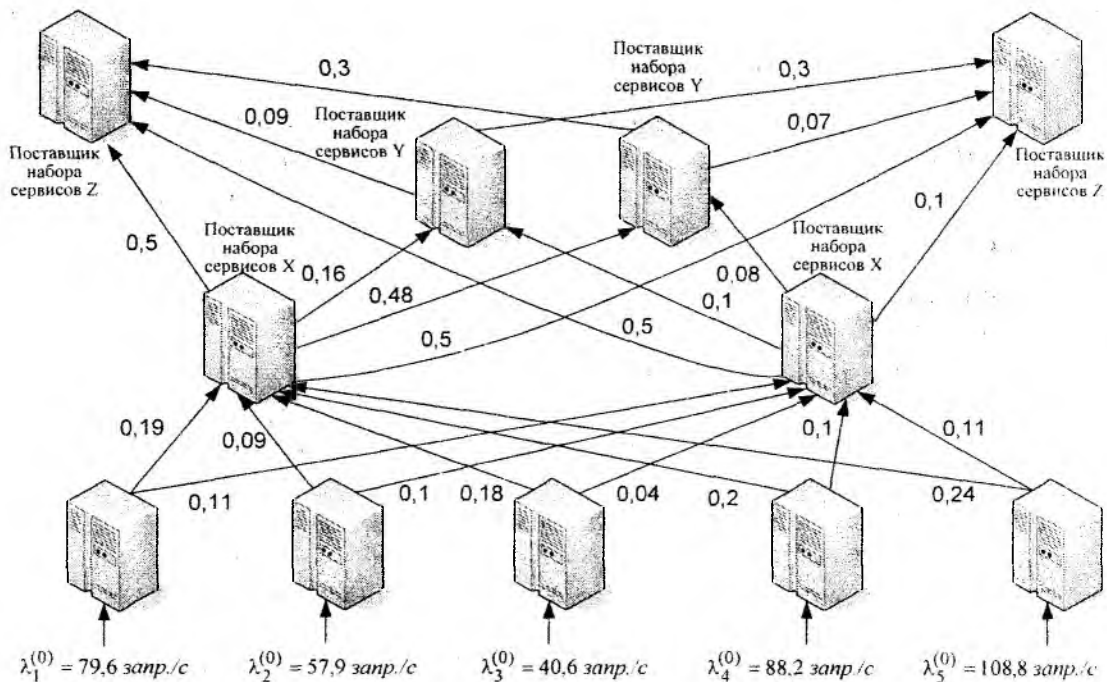 Поставщик
набора
сервисов Y
0,3
0,3
Поставщик
набора
сервисов Y
0,09
0,07
Поставщик
набора
сервисов Z
Поставщик
набора
сервисов Z
0,1
0,5
Поставщик
набора
сервисов X
0,16
0,48
Поставщик
набора
сервисов X
0,08
0,1
0,5
0,5
0,19
0,09
0,1
0,11
0,11
0,1
0,18
0,04
0,2
0,24
λ₁⁽⁰⁾ = 79,6 запр./с
λ₂⁽⁰⁾ = 57,9 запр./с
λ₃⁽⁰⁾ = 40,6 запр./с
λ₄⁽⁰⁾ = 88,2 запр/с
λ₅⁽⁰⁾ = 108,8 запр./с